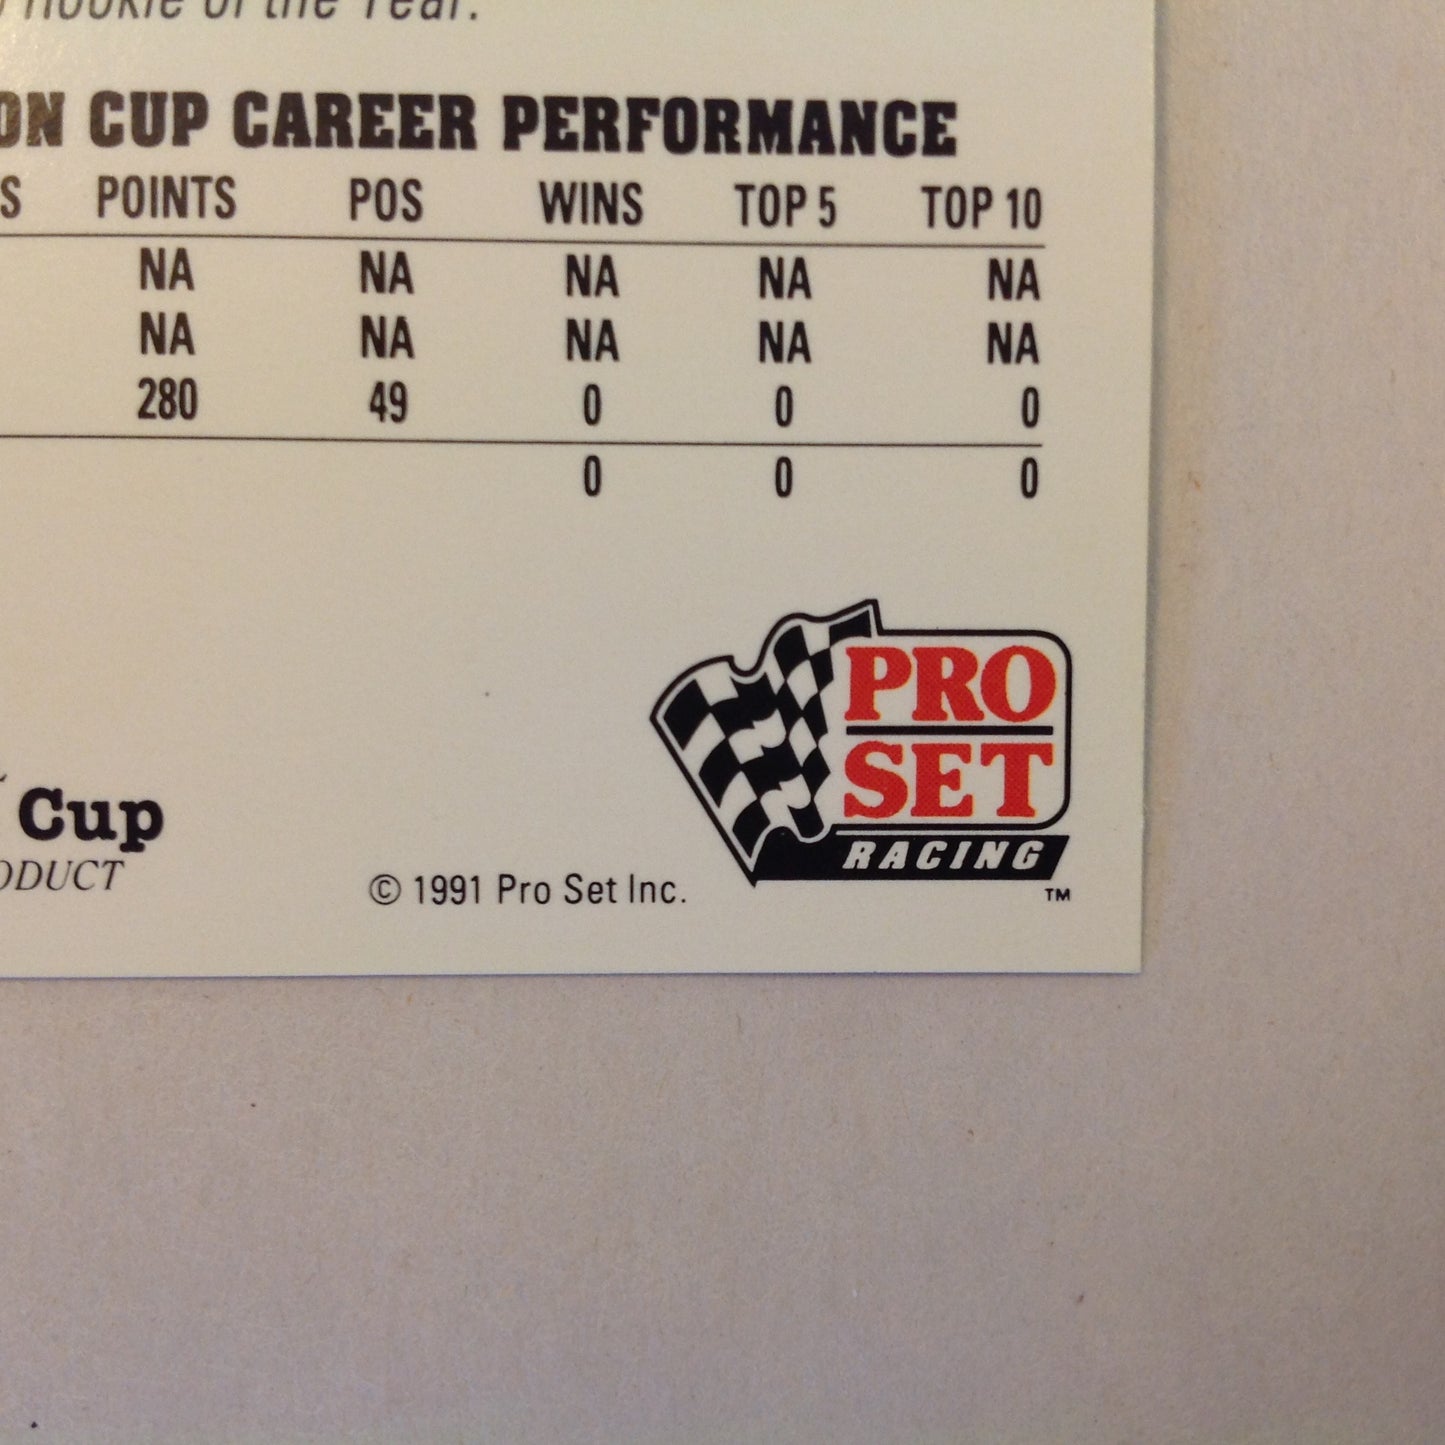 Rookie of the Year.
ON CUP CAREER PERFORMANCE
S POINTS POS WINS TOP 5 TOP 10
NA NA NA NA NA
NA NA NA NA NA
280 49 0 0 0
0 0 0
Cup
ODUCT
© 1991 Pro Set Inc.
PRO
SET
RACING
TM